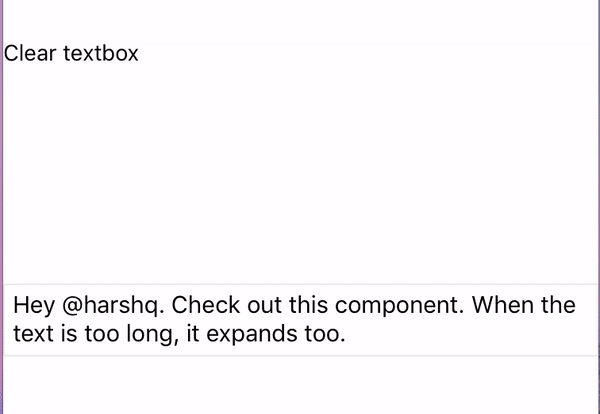 Clear textbox
Hey @harshq. Check out this component. When the
text is too long, it expands too.